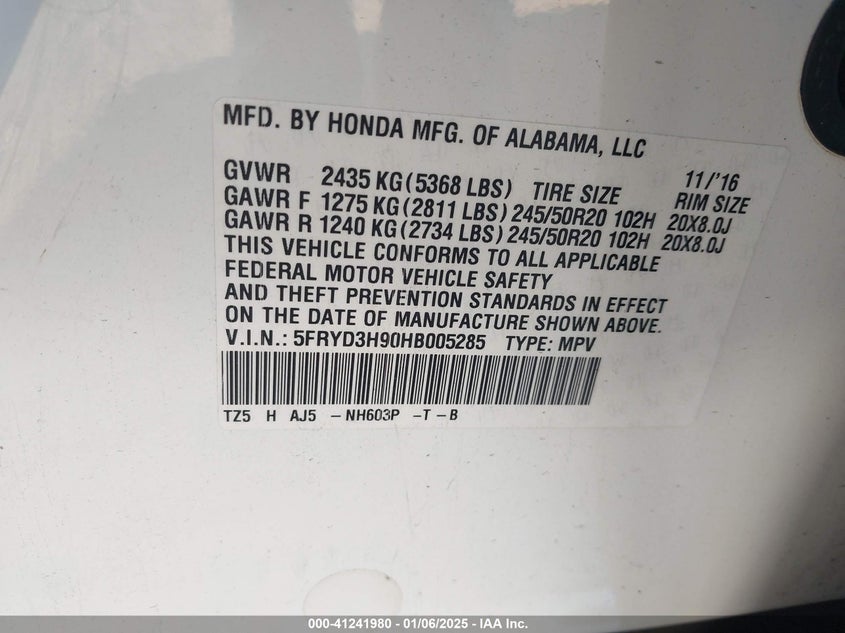 MFD. BY HONDA MFG. OF ALABAMA, LLC
GVWR 2435 KG (5368 LBS) TIRE SIZE 11/'16 RIM SIZE
GAWR F 1275 KG (2811 LBS) 245/50R20 102H 20X8.0J
GAWR R 1240 KG (2734 LBS) 245/50R20 102H 20X8.0J
THIS VEHICLE CONFORMS TO ALL APPLICABLE
FEDERAL MOTOR VEHICLE SAFETY
AND THEFT PREVENTION STANDARDS IN EFFECT
ON THE DATE OF MANUFACTURE SHOWN ABOVE.
V.I.N.: 5FRYD3H90HB005285 TYPE: MPV
TZ5 H AJ5 -NH603P -T-B
000-41241980 - 01/06/2025 - IAA Inc.